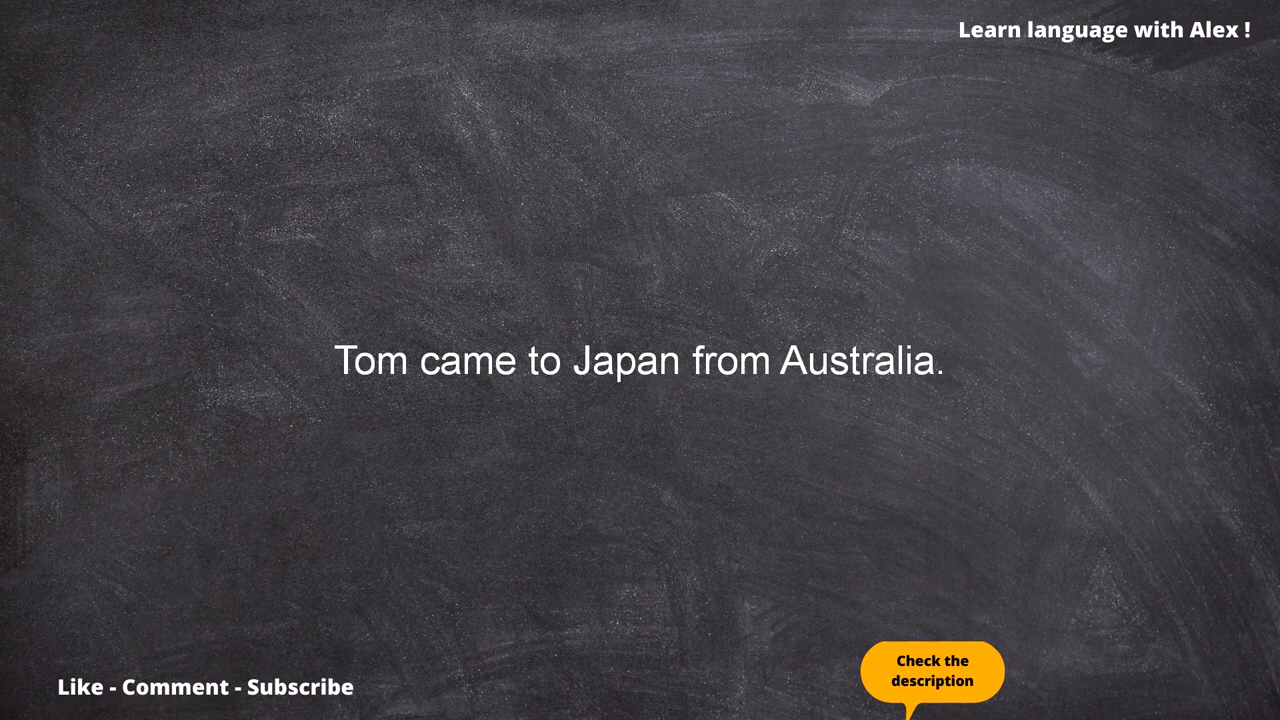 Learn language with Alex !
Tom came to Japan from Australia.
Check the
description
Like - Comment - Subscribe